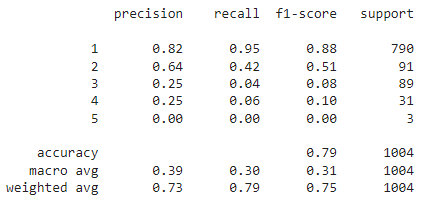 precision recall f1-score support
1 0.82 0.95 0.88 790
2 0.64 0.42 0.51 91
3 0.25 0.04 0.08 89
4 0.25 0.06 0.10 31
5 0.00 0.00 0.00 3
accuracy 0.79 1004
macro avg 0.39 0.30 0.31 1004
weighted avg 0.73 0.79 0.75 1004